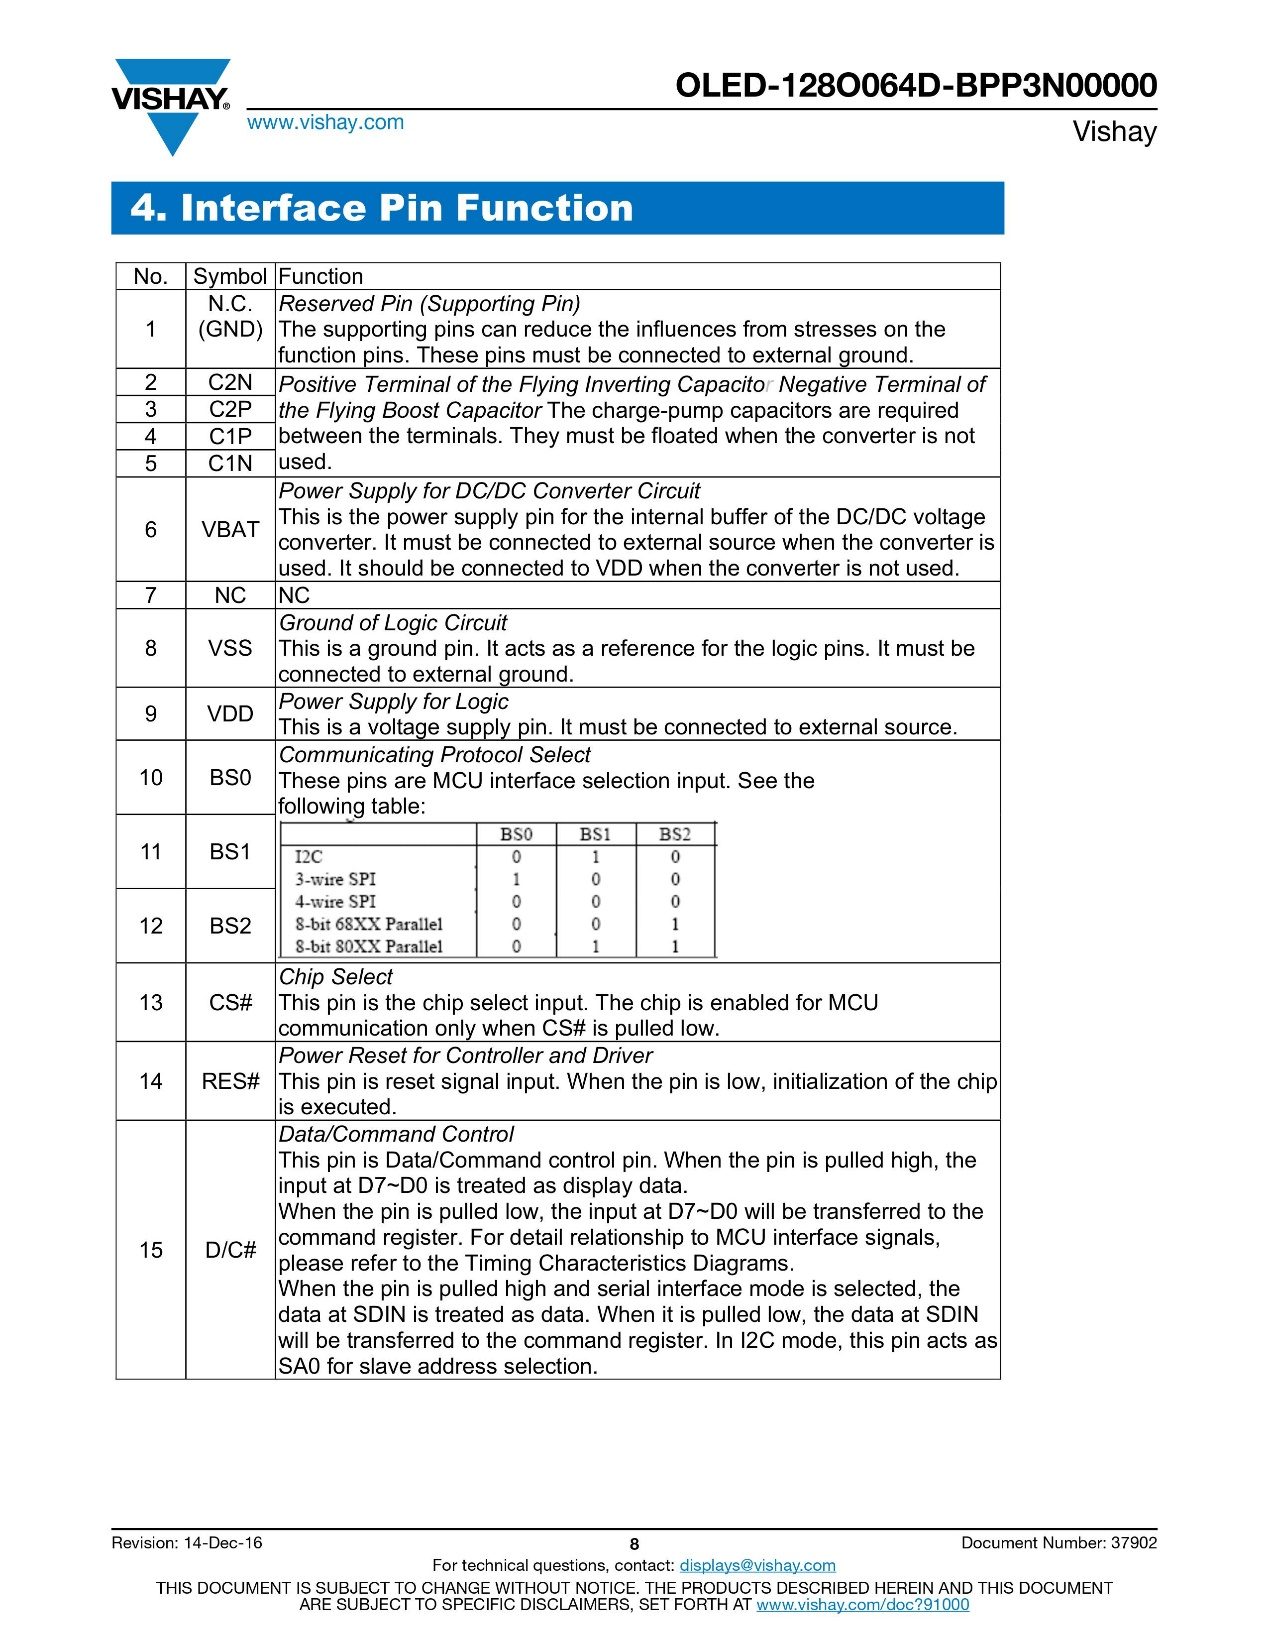 VISHAY®
www.vishay.com
OLED-128O064D-BPP3N00000
Vishay
4. Interface Pin Function
No. Symbol Function
1 N.C. (GND) Reserved Pin (Supporting Pin)
The supporting pins can reduce the influences from stresses on the
function pins. These pins must be connected to external ground.
2 C2N Positive Terminal of the Flying Inverting Capacitor Negative Terminal of
3 C2P the Flying Boost Capacitor The charge-pump capacitors are required
4 C1P between the terminals. They must be floated when the converter is not
5 C1N used.
Power Supply for DC/DC Converter Circuit
6 VBAT This is the power supply pin for the internal buffer of the DC/DC voltage
converter. It must be connected to external source when the converter is
used. It should be connected to VDD when the converter is not used.
7 NC NC
Ground of Logic Circuit
8 VSS This is a ground pin. It acts as a reference for the logic pins. It must be
connected to external ground.
9 VDD Power Supply for Logic
This is a voltage supply pin. It must be connected to external source.
Communicating Protocol Select
10 BS0 These pins are MCU interface selection input. See the
following table:
11 BS1
12 BS2
BS0 BS1 BS2
I2C 0 1 0
3-wire SPI 1 0 0
4-wire SPI 0 0 0
8-bit 68XX Parallel 0 0 1
8-bit 80XX Parallel 0 1 1
Chip Select
13 CS# This pin is the chip select input. The chip is enabled for MCU
communication only when CS# is pulled low.
Power Reset for Controller and Driver
14 RES# This pin is reset signal input. When the pin is low, initialization of the chip
is executed.
Data/Command Control
This pin is Data/Command control pin. When the pin is pulled high, the
input at D7~D0 is treated as display data.
When the pin is pulled low, the input at D7~D0 will be transferred to the
15 D/C# command register. For detail relationship to MCU interface signals,
please refer to the Timing Characteristics Diagrams.
When the pin is pulled high and serial interface mode is selected, the
data at SDIN is treated as data. When it is pulled low, the data at SDIN
will be transferred to the command register. In I2C mode, this pin acts as
SA0 for slave address selection.
Revision: 14-Dec-16 8 Document Number: 37902
For technical questions, contact: displays@vishay.com
THIS DOCUMENT IS SUBJECT TO CHANGE WITHOUT NOTICE. THE PRODUCTS DESCRIBED HEREIN AND THIS DOCUMENT
ARE SUBJECT TO SPECIFIC DISCLAIMERS, SET FORTH AT www.vishay.com/doc?91000